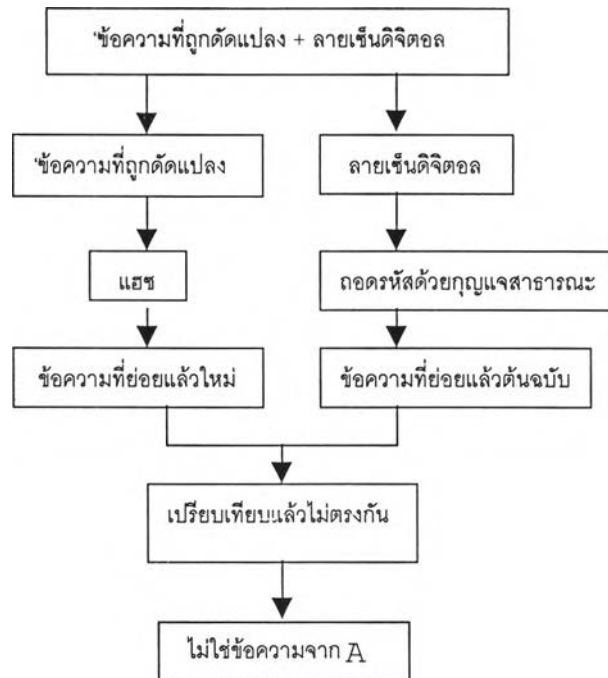 'ข้อความที่ถูกดัดแปลง + ลายเซ็นดิจิตอล
'ข้อความที่ถูกดัดแปลง
ลายเซ็นดิจิตอล
แฮซ
ถอดรหัสด้วยกุญแจสาธารณะ
ข้อความที่ย่อยแล้วใหม่
ข้อความที่ย่อยแล้วต้นฉบับ
เปรียบเทียบแล้วไม่ตรงกัน
ไม่ใช่ข้อความจาก A